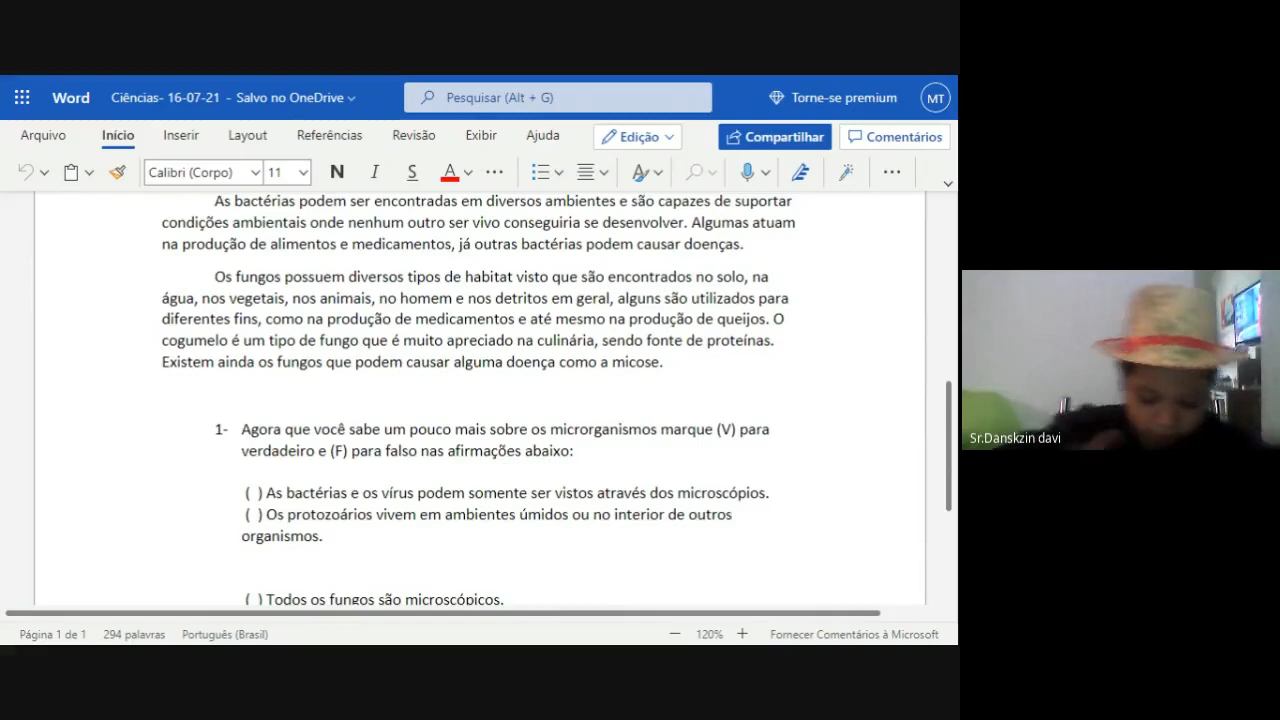 Word Ciências- 16-07-21 - Salvo no OneDrive Pesquisar (Alt + G) Torne-se premium MT
Arquivo Início Inserir Layout Referências Revisão Exibir Ajuda Edição Compartilhar Comentários
Calibri (Corpo) 11 N I S A
As bactérias podem ser encontradas em diversos ambientes e são capazes de suportar
condições ambientais onde nenhum outro ser vivo conseguiria se desenvolver. Algumas atuam
na produção de alimentos e medicamentos, já outras bactérias podem causar doenças.
Os fungos possuem diversos tipos de habitat visto que são encontrados no solo, na
água, nos vegetais, nos animais, no homem e nos detritos em geral, alguns são utilizados para
diferentes fins, como na produção de medicamentos e até mesmo na produção de queijos. O
cogumelo é um tipo de fungo que é muito apreciado na culinária, sendo fonte de proteínas.
Existem ainda os fungos que podem causar alguma doença como a micose.
1- Agora que você sabe um pouco mais sobre os microrganismos marque (V) para
verdadeiro e (F) para falso nas afirmações abaixo:
( ) As bactérias e os vírus podem somente ser vistos através dos microscópios.
( ) Os protozoários vivem em ambientes úmidos ou no interior de outros
organismos.
( ) Todos os fungos são microscópicos.
Página 1 de 1 294 palavras Português (Brasil) 120% Fornecer Comentários à Microsoft
Sr.Danskzin davi